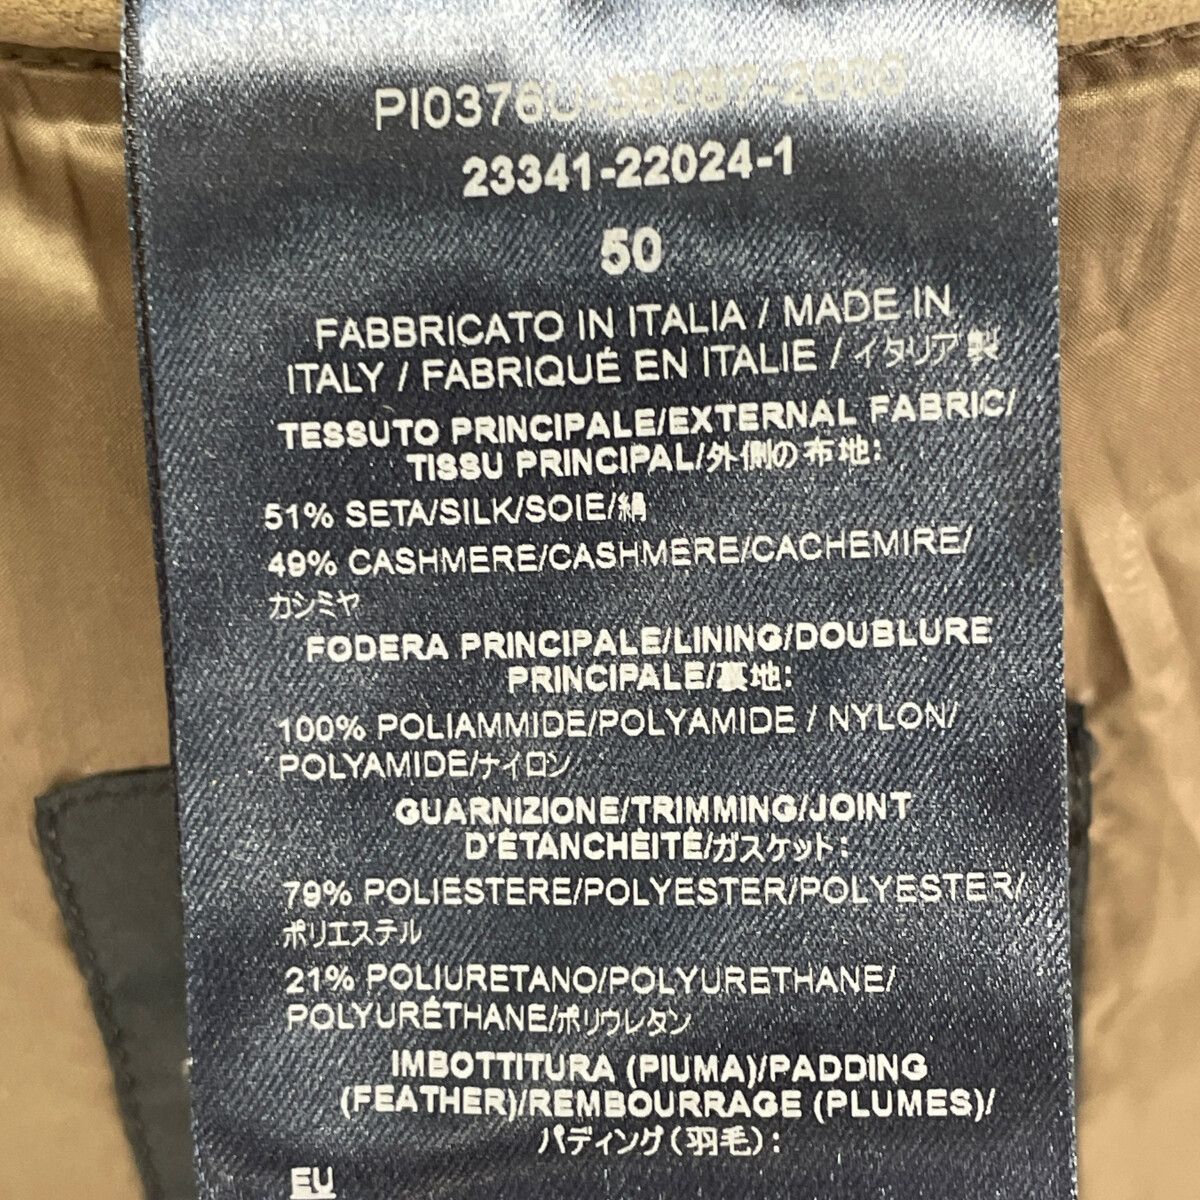 PI0376U-38087-2600
23341-22024-1
50
FABBRICATO IN ITALIA / MADE IN
ITALY / FABRIQUÉ EN ITALIE / イタリア製
TESSUTO PRINCIPALE/EXTERNAL FABRIC/
TISSU PRINCIPAL/外側の布地:
51% SETA/SILK/SOIE/絹
49% CASHMERE/CASHMERE/CACHEMIRE/
カシミヤ
FODERA PRINCIPALE/LINING/DOUBLURE
PRINCIPALE/裏地:
100% POLIAMMIDE/POLYAMIDE / NYLON/
POLYAMIDE/ナイロン
GUARNIZIONE/TRIMMING/JOINT
D'ÉTANCHÉITÉ/ガスケット:
79% POLIESTERE/POLYESTER/POLYESTER/
ポリエステル
21% POLIURETANO/POLYURETHANE/
POLYURÉTHANE/ポリウレタン
IMBOTTITURA (PIUMA)/PADDING
(FEATHER)/REMBOURRAGE (PLUMES)/
パディング(羽毛):
EU